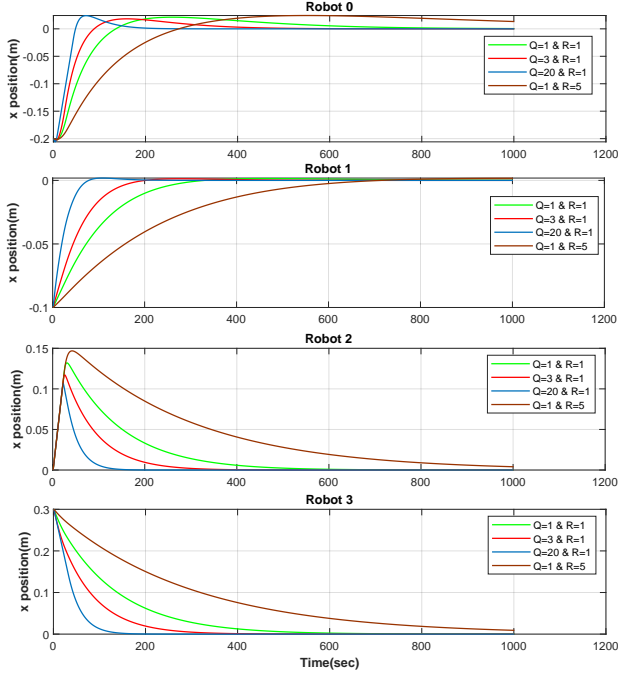 Robot 0
x position(m)
0
-0.05
-0.1
-0.15
-0.2
Q=1 & R=1
Q=3 & R=1
Q=20 & R=1
Q=1 & R=5
0 200 400 600 800 1000 1200
Robot 1
x position(m)
0
-0.05
-0.1
Q=1 & R=1
Q=3 & R=1
Q=20 & R=1
Q=1 & R=5
0 200 400 600 800 1000 1200
Robot 2
x position(m)
0.15
0.1
0.05
0
Q=1 & R=1
Q=3 & R=1
Q=20 & R=1
Q=1 & R=5
0 200 400 600 800 1000 1200
Robot 3
x position(m)
0.3
0.2
0.1
0
Q=1 & R=1
Q=3 & R=1
Q=20 & R=1
Q=1 & R=5
0 200 400 600 800 1000 1200
Time(sec)